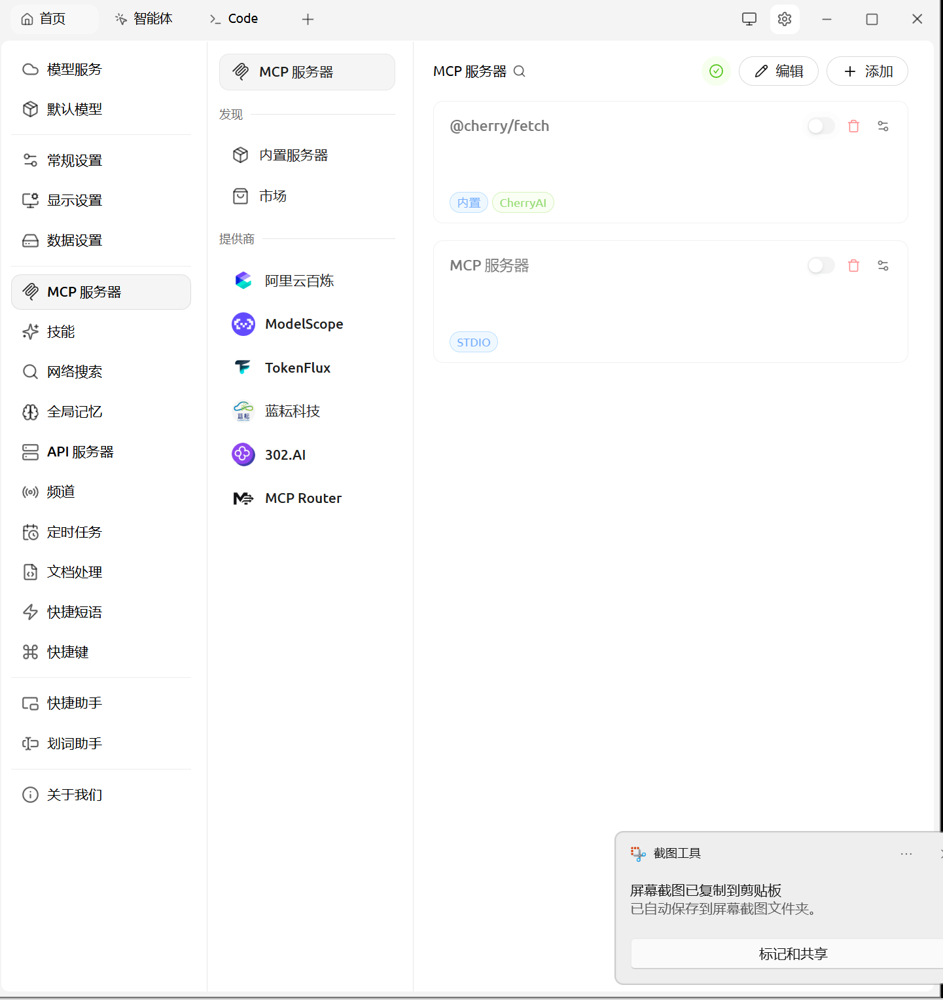 首页
智能体
Code
模型服务
默认模型
常规设置
显示设置
数据设置
MCP 服务器
技能
网络搜索
全局记忆
API 服务器
频道
定时任务
文档处理
快捷短语
快捷键
快捷助手
划词助手
关于我们
MCP 服务器
发现
内置服务器
市场
提供商
阿里云百炼
ModelScope
TokenFlux
蓝耘
蓝耘科技
302.AI
MCP Router
MCP 服务器
编辑
添加
@cherry/fetch
内置
CherryAI
MCP 服务器
STDIO
截图工具
屏幕截图已复制到剪贴板
已自动保存到屏幕截图文件夹。
标记和共享